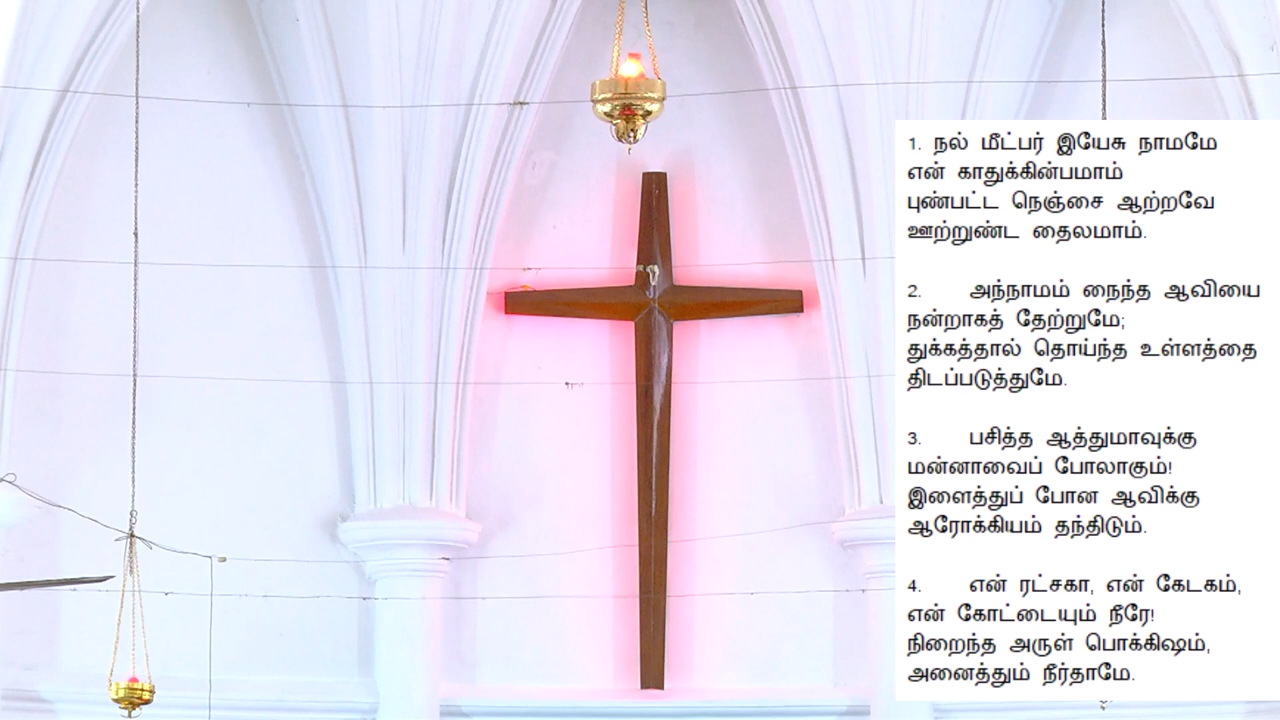 1. நல் மீட்பர் இயேசு நாமமே
என் காதுக்கின்பமாம்
புண்பட்ட நெஞ்சை ஆற்றவே
ஊற்றுண்ட தைலமாம்.
2. அந்நாமம் நைந்த ஆவியை
நன்றாகத் தேற்றுமே;
துக்கத்தால் தொய்ந்த உள்ளத்தை
திடப்படுத்துமே.
3. பசித்த ஆத்துமாவுக்கு
மன்னாவைப் போலாகும்!
இளைத்துப் போன ஆவிக்கு
ஆரோக்கியம் தந்திடும்.
4. என் ரட்சகா, என் கேடகம்,
என் கோட்டையும் நீரே!
நிறைந்த அருள் பொக்கிஷம்,
அனைத்தும் நீர்தாமே.